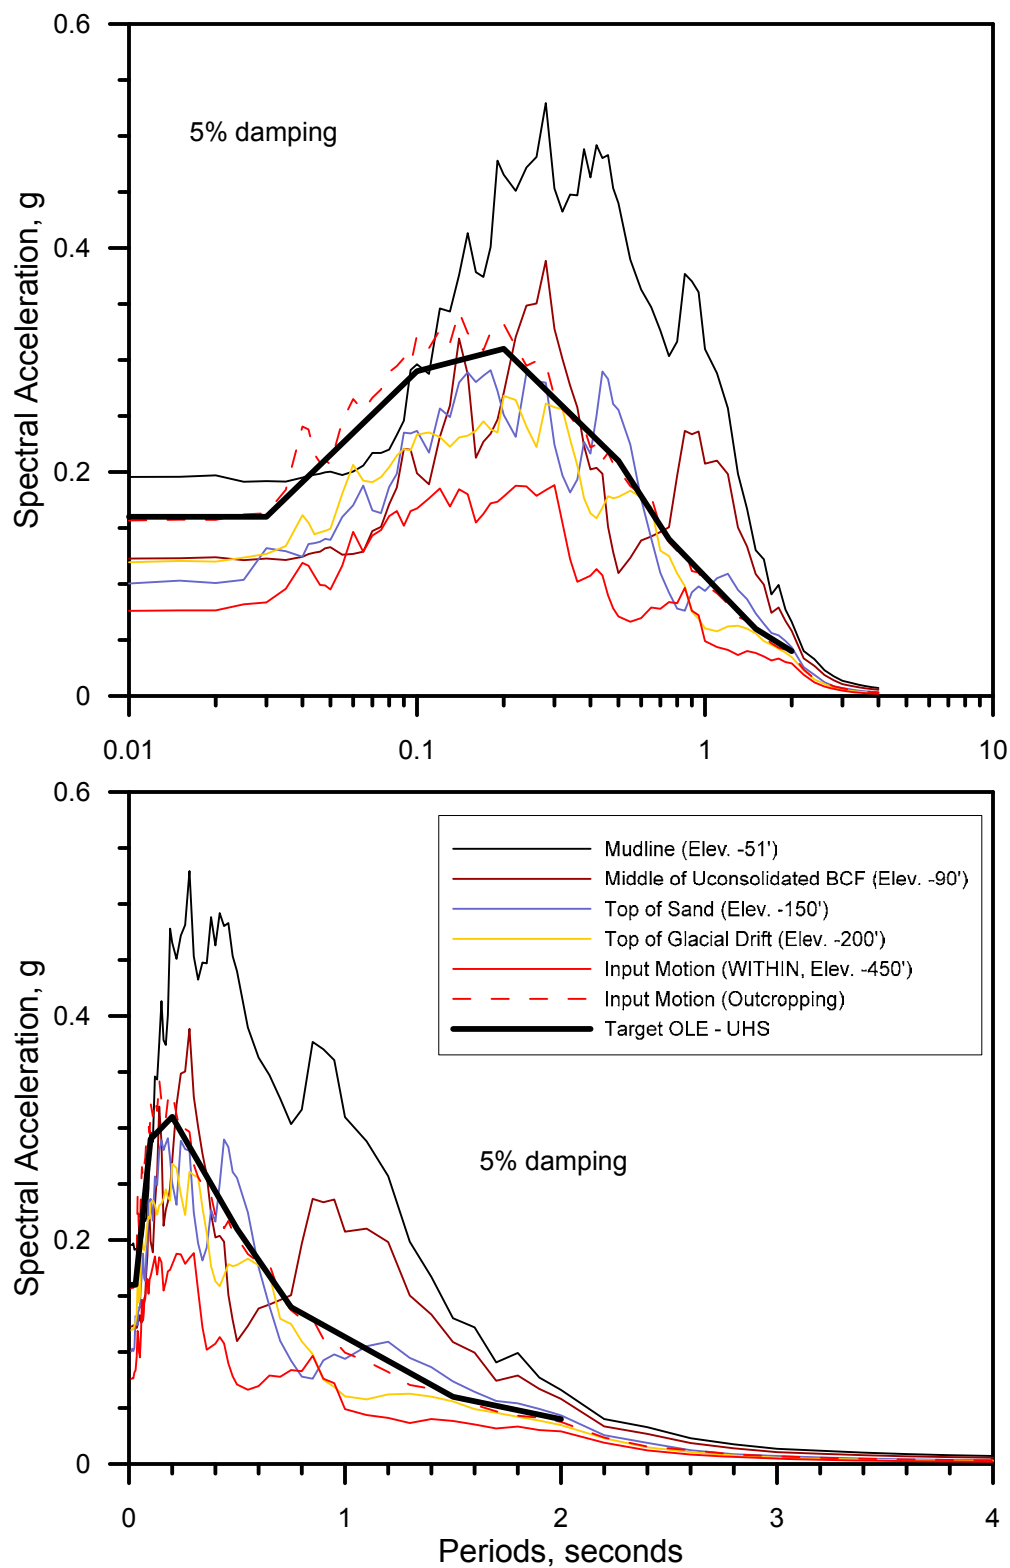 0.6
5% damping
0.4
Spectral Acceleration, g
0.2
0
0.01 0.1 1 10
0.6
Mudline (Elev. -51')
Middle of Uconsolidated BCF (Elev. -90')
Top of Sand (Elev. -150')
Top of Glacial Drift (Elev. -200')
Input Motion (WITHIN, Elev. -450')
Input Motion (Outcropping)
Target OLE - UHS
0.4
Spectral Acceleration, g
5% damping
0.2
0
0 1 2 3 4
Periods, seconds